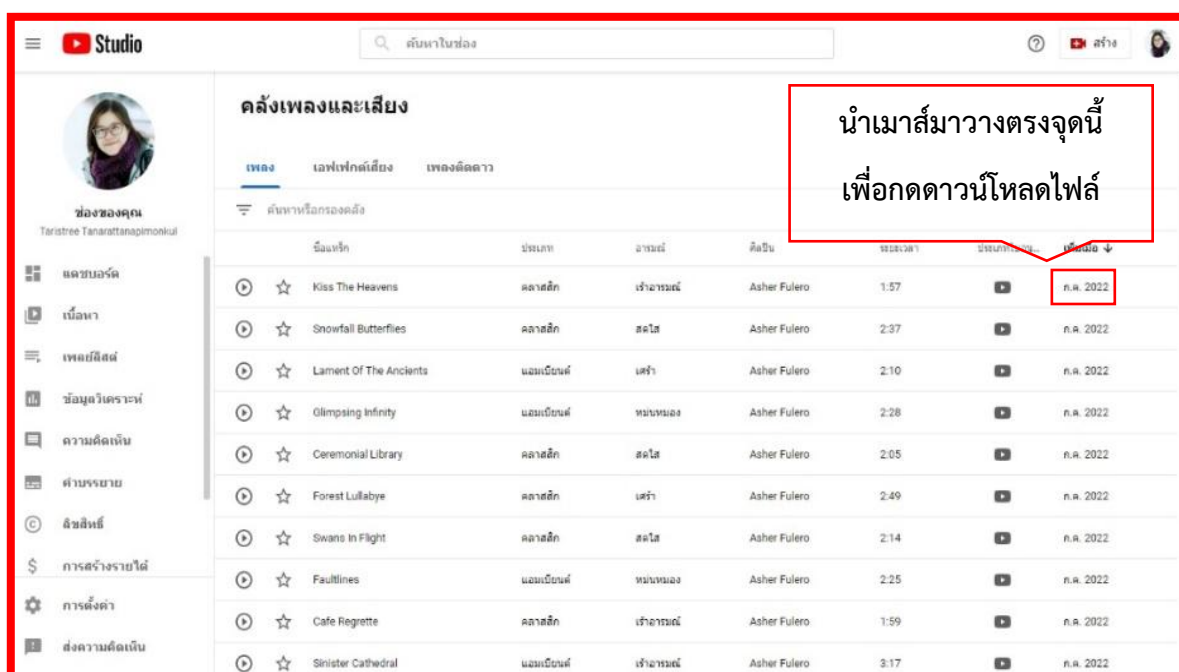 Studio
ค้นหาในช่อง
สร้าง
คลังเพลงและเสียง
นำเมาส์มาวางตรงจุดนี้
เพื่อกดดาวน์โหลดไฟล์
เพลง เอฟเฟกต์เสียง เพลงติดดาว
ค้นหาหรือกรองคลัง
ช่องของคุณ
Taristree Tanarattanapimonkul
แดชบอร์ด
เนื้อหา
เพลย์ลิสต์
ข้อมูลวิเคราะห์
ความคิดเห็น
คำบรรยาย
ลิขสิทธิ์
การสร้างรายได้
การตั้งค่า
ส่งความคิดเห็น
ชื่อแทร็ก ประเภท อารมณ์ ศิลปิน ระยะเวลา เพิ่มเมื่อ
Kiss The Heavens คลาสสิก เร้าอารมณ์ Asher Fulero 1:57 ก.ค. 2022
Snowfall Butterflies คลาสสิก สดใส Asher Fulero 2:37 ก.ค. 2022
Lament Of The Ancients แอมเบียนต์ เศร้า Asher Fulero 2:10 ก.ค. 2022
Glimpsing Infinity แอมเบียนต์ หม่นหมอง Asher Fulero 2:28 ก.ค. 2022
Ceremonial Library คลาสสิก สดใส Asher Fulero 2:05 ก.ค. 2022
Forest Lullabye คลาสสิก เศร้า Asher Fulero 2:49 ก.ค. 2022
Swans In Flight คลาสสิก สดใส Asher Fulero 2:14 ก.ค. 2022
Faultlines แอมเบียนต์ หม่นหมอง Asher Fulero 2:25 ก.ค. 2022
Cafe Regrette คลาสสิก เร้าอารมณ์ Asher Fulero 1:59 ก.ค. 2022
Sinister Cathedral แอมเบียนต์ เร้าอารมณ์ Asher Fulero 3:17 ก.ค. 2022